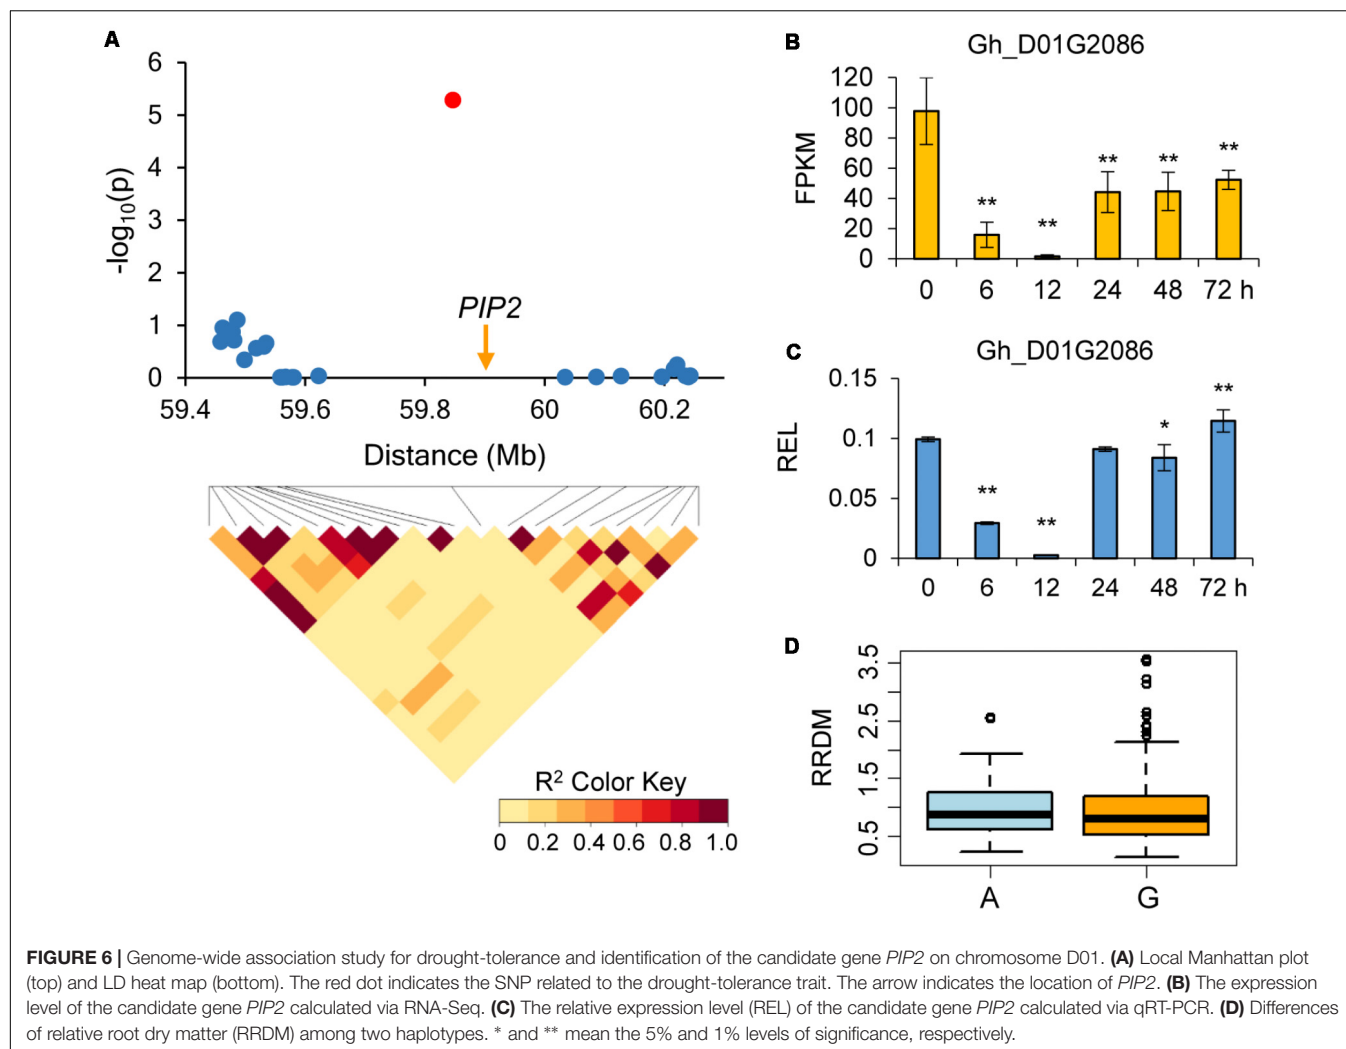 A
6
5
4
3
2
1
0
-log10(p)
PIP2
59.4 59.6 59.8 60 60.2
Distance (Mb)
R² Color Key
0 0.2 0.4 0.6 0.8 1.0
B
Gh_D01G2086
120
100
80
60
40
20
0
FPKM
** ** ** ** **
0 6 12 24 48 72 h
C
Gh_D01G2086
0.15
0.1
0.05
0
REL
** ** * **
0 6 12 24 48 72 h
D
3.5
2.5
1.5
0.5
RRDM
A G
FIGURE 6 | Genome-wide association study for drought-tolerance and identification of the candidate gene PIP2 on chromosome D01. (A) Local Manhattan plot
(top) and LD heat map (bottom). The red dot indicates the SNP related to the drought-tolerance trait. The arrow indicates the location of PIP2. (B) The expression
level of the candidate gene PIP2 calculated via RNA-Seq. (C) The relative expression level (REL) of the candidate gene PIP2 calculated via qRT-PCR. (D) Differences
of relative root dry matter (RRDM) among two haplotypes. * and ** mean the 5% and 1% levels of significance, respectively.